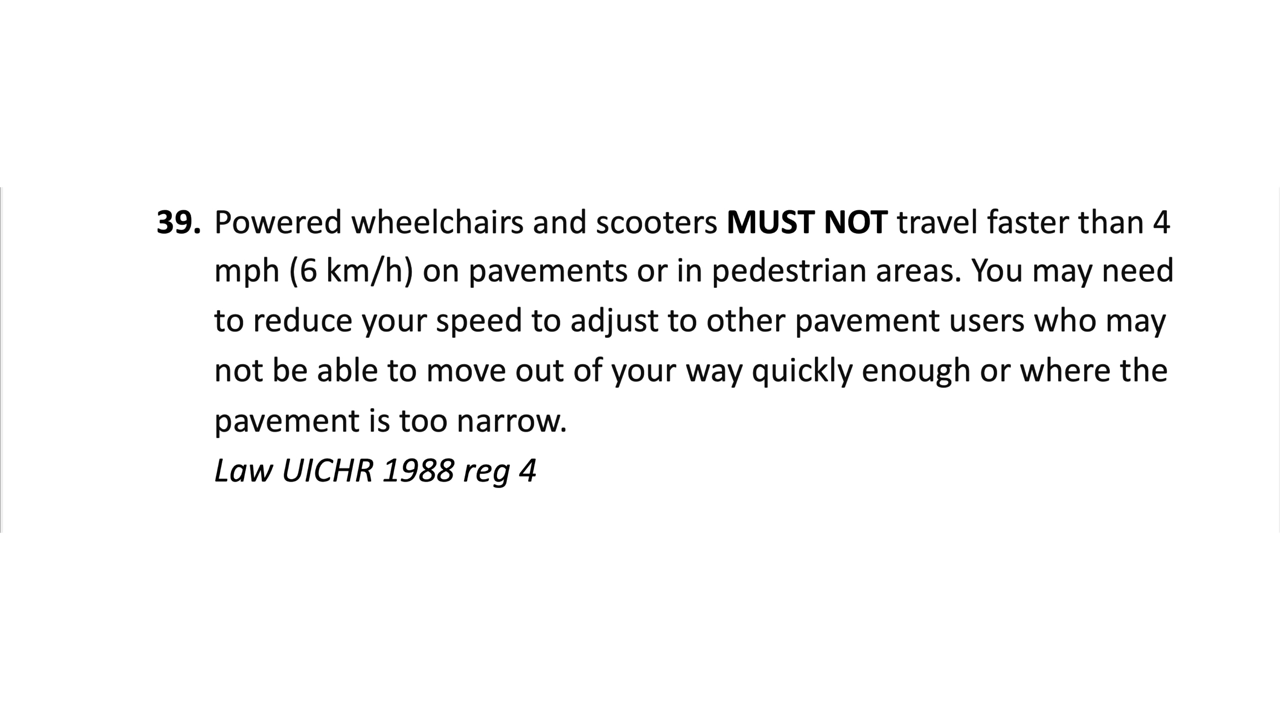 39. Powered wheelchairs and scooters MUST NOT travel faster than 4
mph (6 km/h) on pavements or in pedestrian areas. You may need
to reduce your speed to adjust to other pavement users who may
not be able to move out of your way quickly enough or where the
pavement is too narrow.
Law UICHR 1988 reg 4